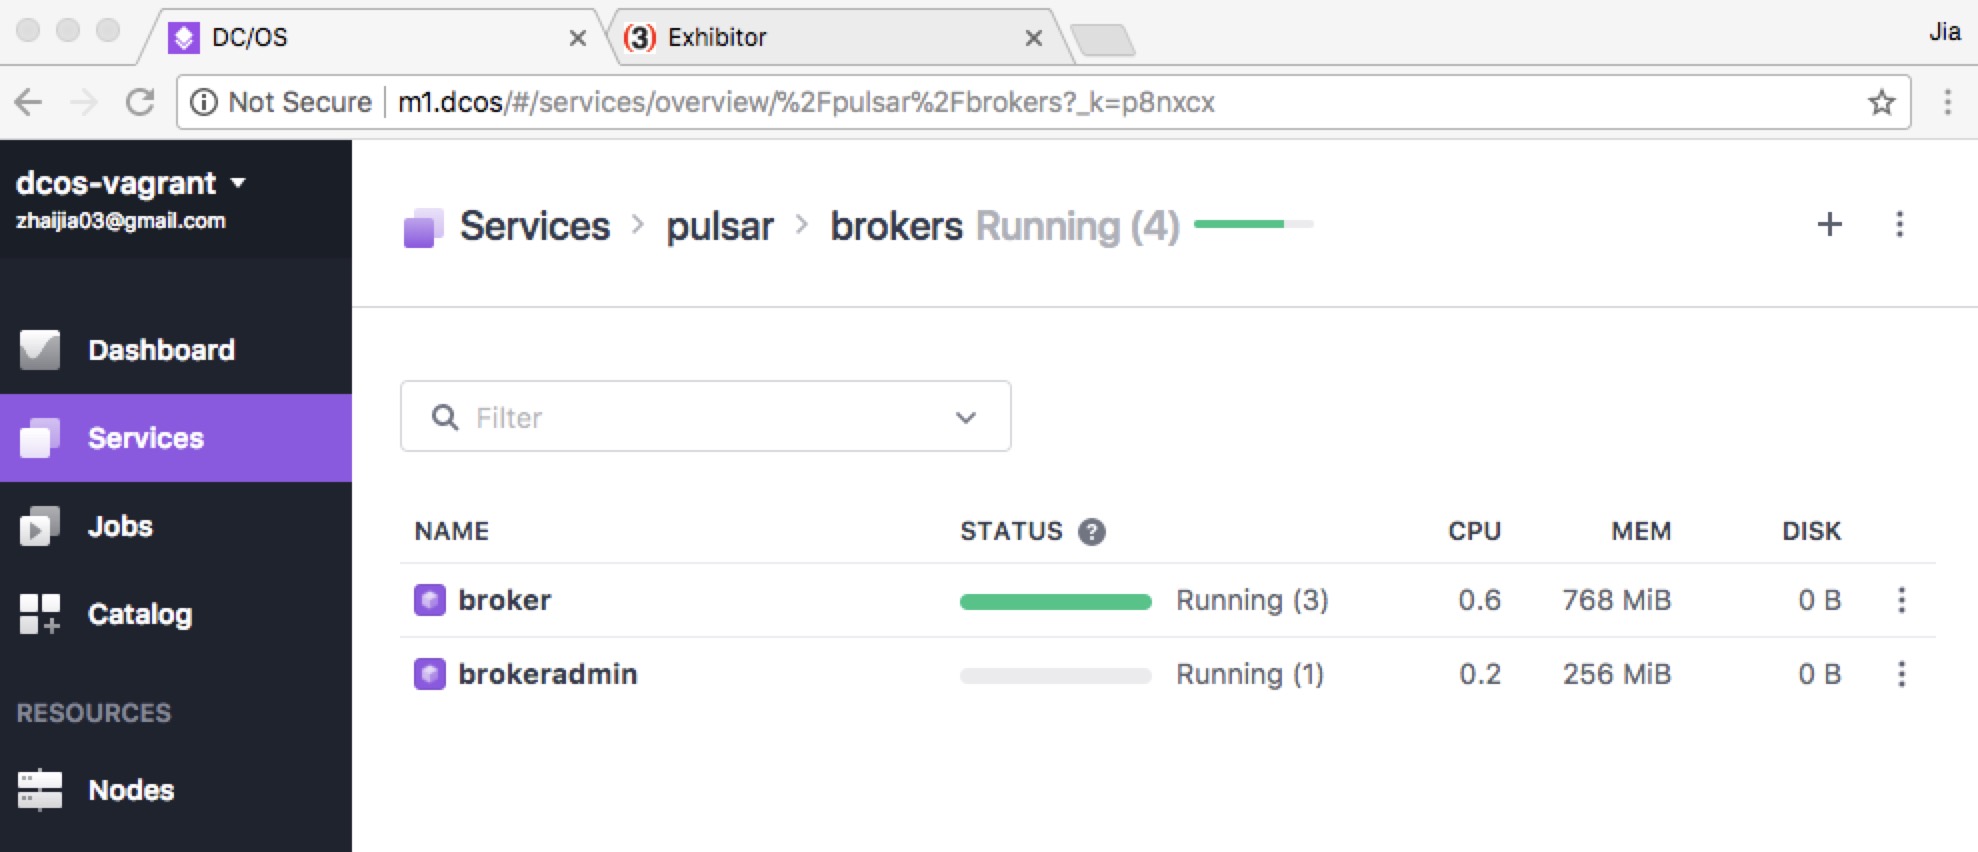 DC/OS
(3) Exhibitor
Jia
Not Secure m1.dcos/#/services/overview/%2Fpulsar%2Fbrokers?_k=p8nxcx
dcos-vagrant
zhaijia03@gmail.com
Services > pulsar > brokers Running (4)
Dashboard
Services
Jobs
Catalog
RESOURCES
Nodes
Filter
NAME STATUS ? CPU MEM DISK
broker Running (3) 0.6 768 MiB 0 B
brokeradmin Running (1) 0.2 256 MiB 0 B